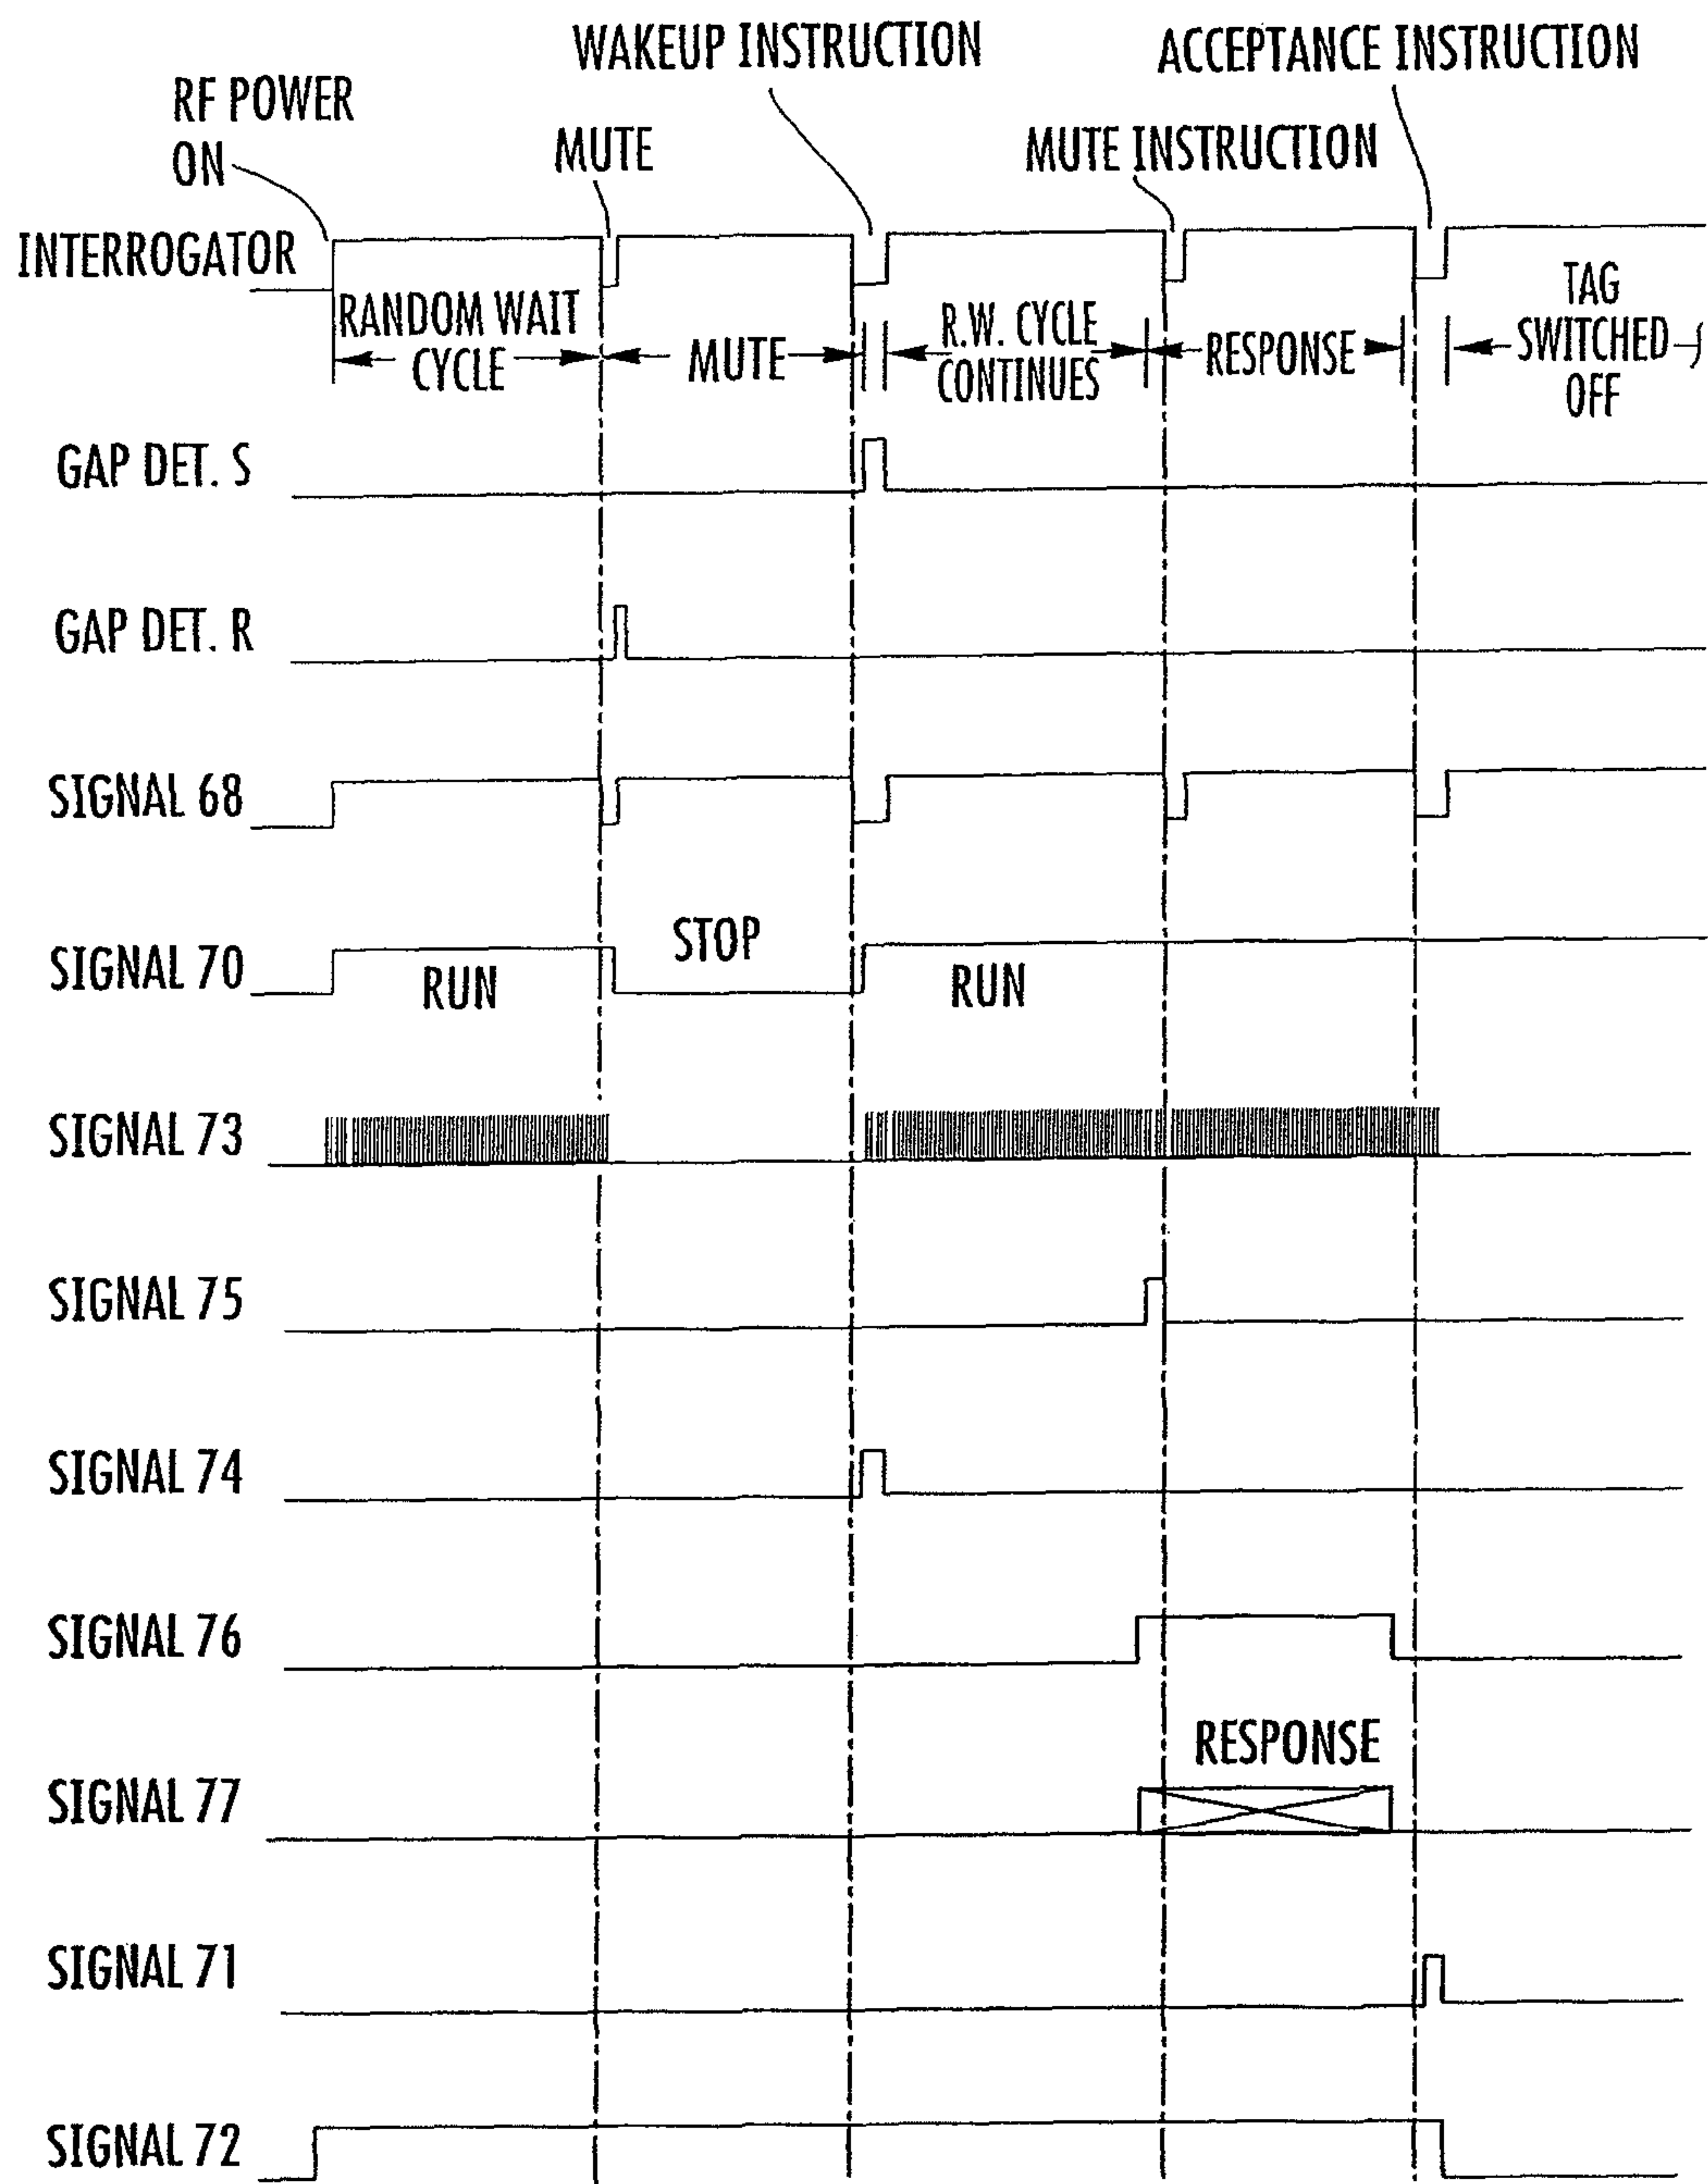 WAKEUP INSTRUCTION
ACCEPTANCE INSTRUCTION
RF POWER
ON
MUTE
MUTE INSTRUCTION
INTERROGATOR
RANDOM WAIT
CYCLE
MUTE
R.W. CYCLE
CONTINUES
RESPONSE
TAG
SWITCHED
OFF
GAP DET. S
GAP DET. R
SIGNAL 68
SIGNAL 70
RUN
STOP
RUN
SIGNAL 73
SIGNAL 75
SIGNAL 74
SIGNAL 76
RESPONSE
SIGNAL 77
SIGNAL 71
SIGNAL 72